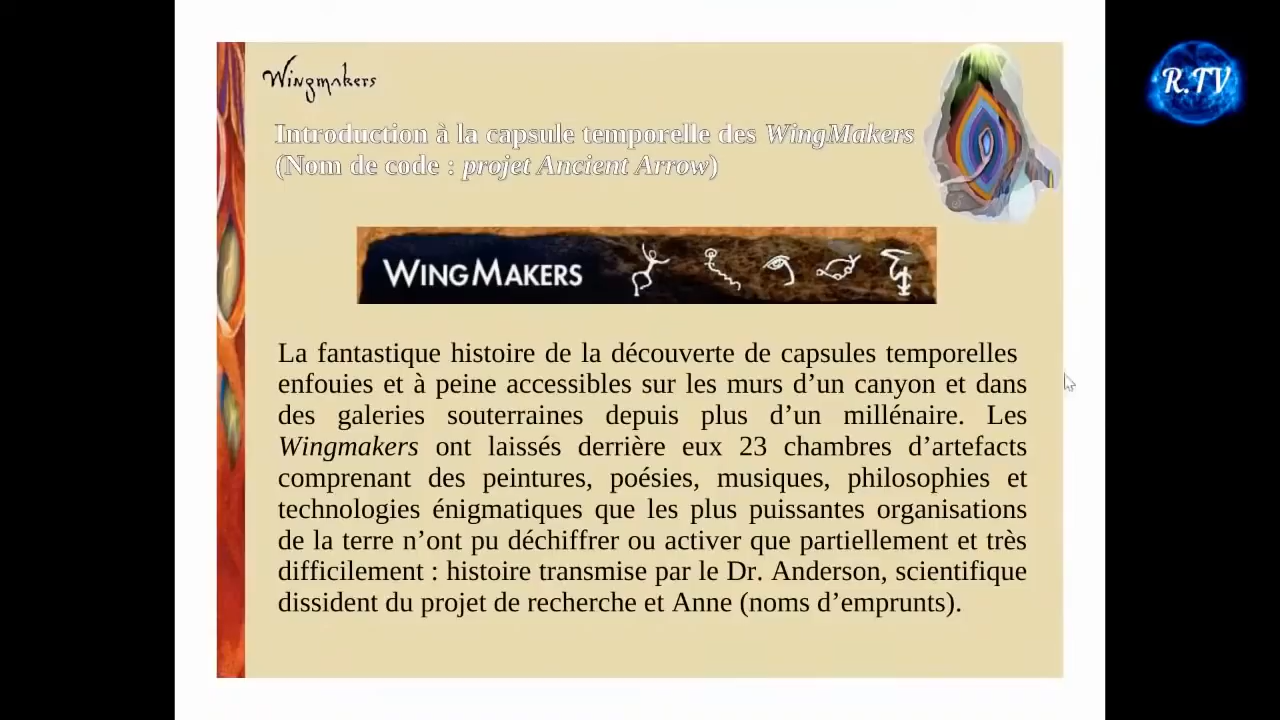 Wingmakers
R.TV
Introduction à la capsule temporelle des WingMakers
(Nom de code : projet Ancient Arrow)
WINGMAKERS
La fantastique histoire de la découverte de capsules temporelles
enfouies et à peine accessibles sur les murs d’un canyon et dans
des galeries souterraines depuis plus d’un millénaire. Les
Wingmakers ont laissés derrière eux 23 chambres d’artefacts
comprenant des peintures, poésies, musiques, philosophies et
technologies énigmatiques que les plus puissantes organisations
de la terre n’ont pu déchiffrer ou activer que partiellement et très
difficilement : histoire transmise par le Dr. Anderson, scientifique
dissident du projet de recherche et Anne (noms d’emprunts).